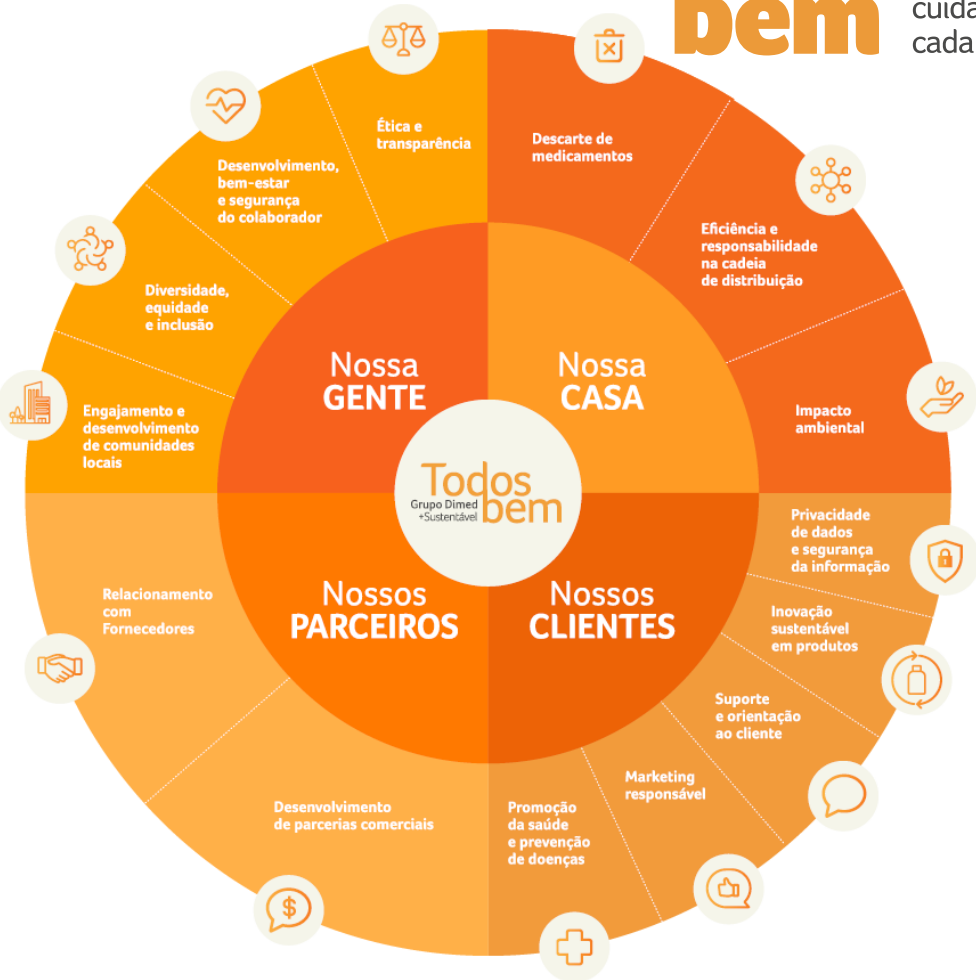 bem
cuida
cada
Ética e
transparência
Desenvolvimento,
bem-estar
e segurança
do colaborador
Diversidade,
equidade
e inclusão
Engajamento e
desenvolvimento
de comunidades
locais
Descarte de
medicamentos
Eficiência e
responsabilidade
na cadeia
de distribuição
Impacto
ambiental
Nossa
GENTE
Nossa
CASA
Todos
Grupo Dimed
+Sustentável
bem
Nossos
PARCEIROS
Nossos
CLIENTES
Privacidade
de dados
e segurança
da informação
Inovação
sustentável
em produtos
Suporte
e orientação
ao cliente
Marketing
responsável
Promoção
da saúde
e prevenção
de doenças
Relacionamento
com
Fornecedores
Desenvolvimento
de parcerias comerciais
$